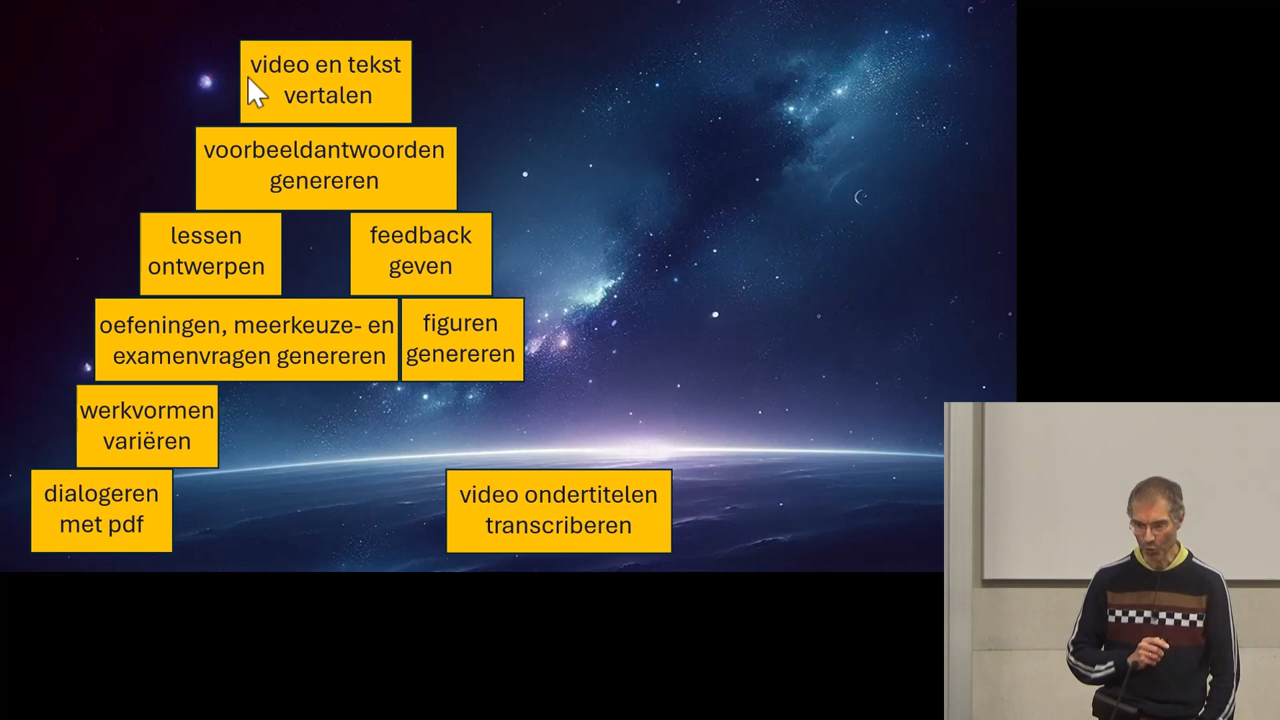 video en tekst
vertalen
voorbeeldantwoorden
genereren
lessen
ontwerpen
feedback
geven
oefeningen, meerkeuze- en
examenvragen genereren
figuren
genereren
werkvormen
variëren
dialogeren
met pdf
video ondertitelen
transcriberen